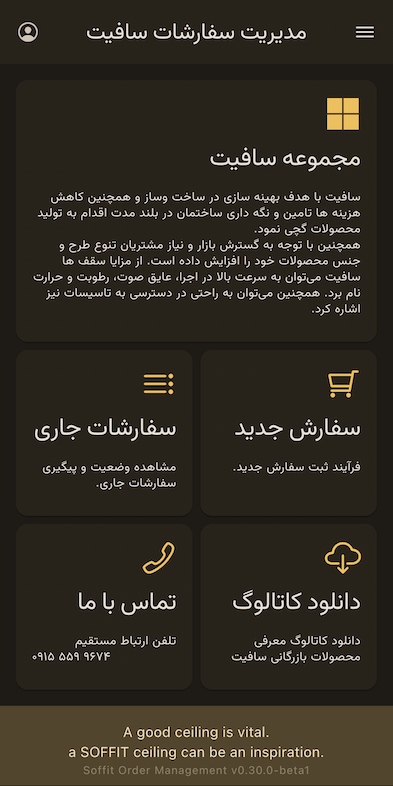 مدیریت سفارشات سافیت
مجموعه سافیت
سافیت با هدف بهینه سازی در ساخت وساز و همچنین کاهش
هزینه ها تامین و نگه داری ساختمان در بلند مدت اقدام به تولید
محصولات گچی نمود.
همچنین با توجه به گسترش بازار و نیاز مشتریان تنوع طرح و
جنس محصولات خود را افزایش داده است. از مزایا سقف ها
سافیت می‌توان به سرعت بالا در اجرا، عایق صوت، رطوبت و حرارت
نام برد. همچنین می‌توان به راحتی در دسترسی به تاسیسات نیز
اشاره کرد.
سفارش جدید
فرآیند ثبت سفارش جدید.
سفارشات جاری
مشاهده وضعیت و پیگیری
سفارشات جاری.
دانلود کاتالوگ
دانلود کاتالوگ معرفی
محصولات بازرگانی سافیت
تماس با ما
تلفن ارتباط مستقیم
۰۹۱۵ ۵۵۹ ۹۶۷۴
A good ceiling is vital.
a SOFFIT ceiling can be an inspiration.
Soffit Order Management v0.30.0-beta1